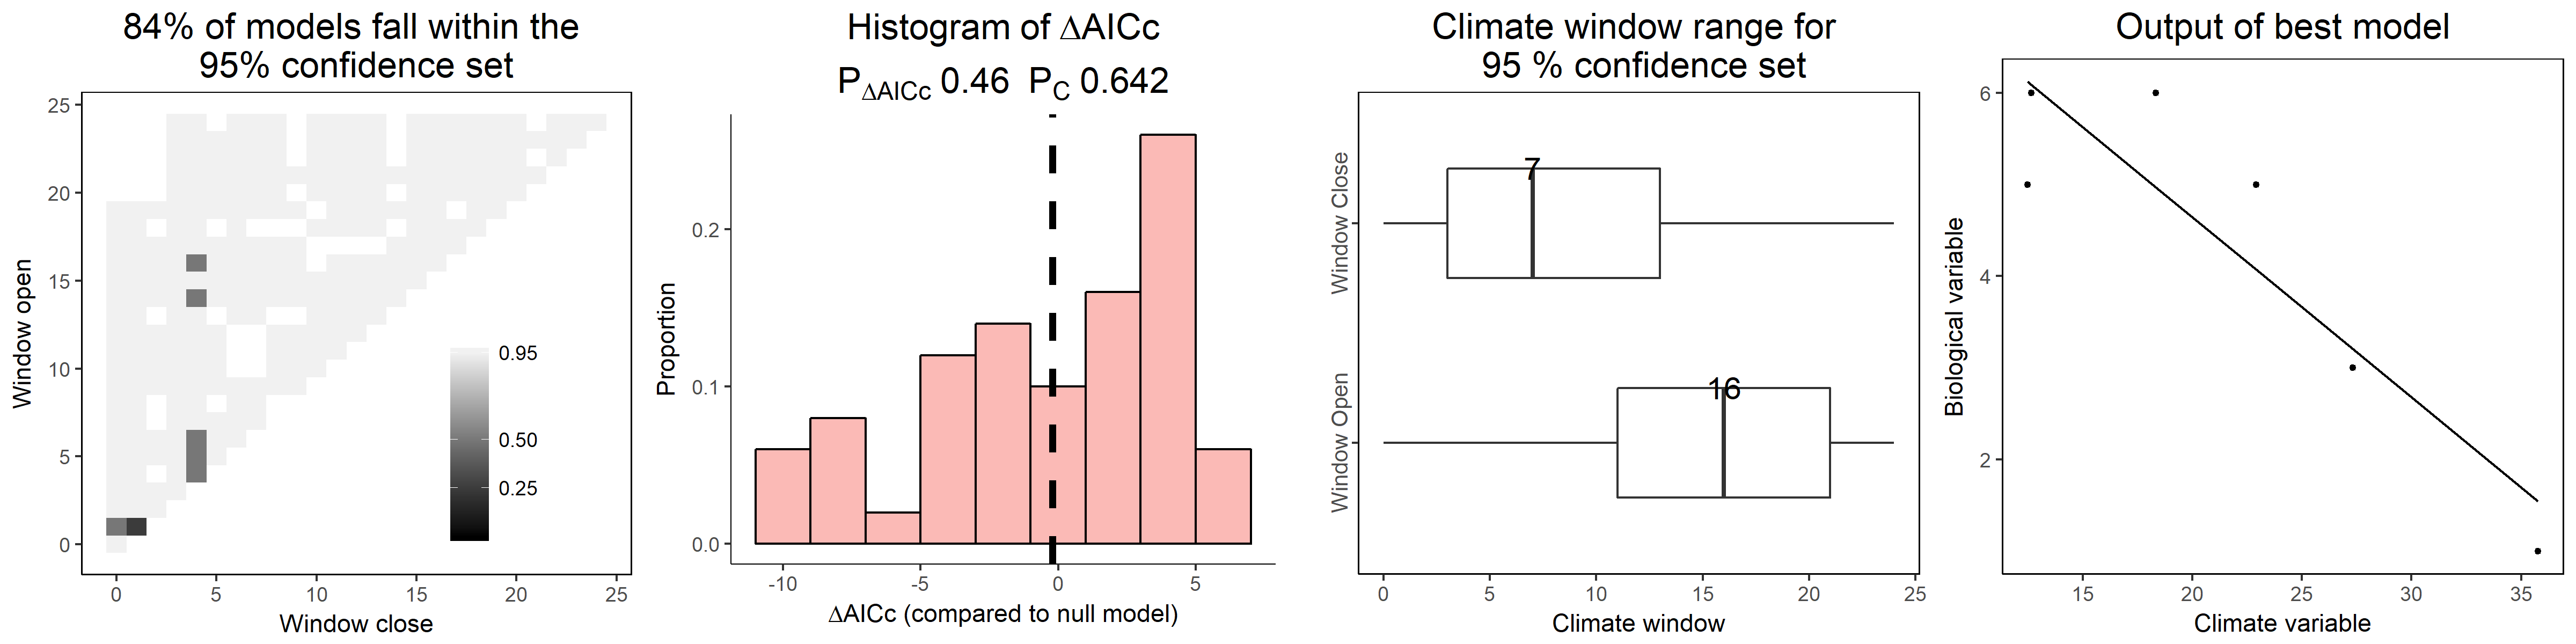 84% of models fall within the
95% confidence set
25
20
15
10
5
0
Window open
0.95
0.50
0.25
0 5 10 15 20 25
Window close
Histogram of ΔAICc
PΔAICc 0.46 PC 0.642
0.2
0.1
0.0
Proportion
-10 -5 0 5
ΔAICc (compared to null model)
Climate window range for
95 % confidence set
Window Close
7
Window Open
16
0 5 10 15 20 25
Climate window
Output of best model
6
4
2
Biological variable
15 20 25 30 35
Climate variable